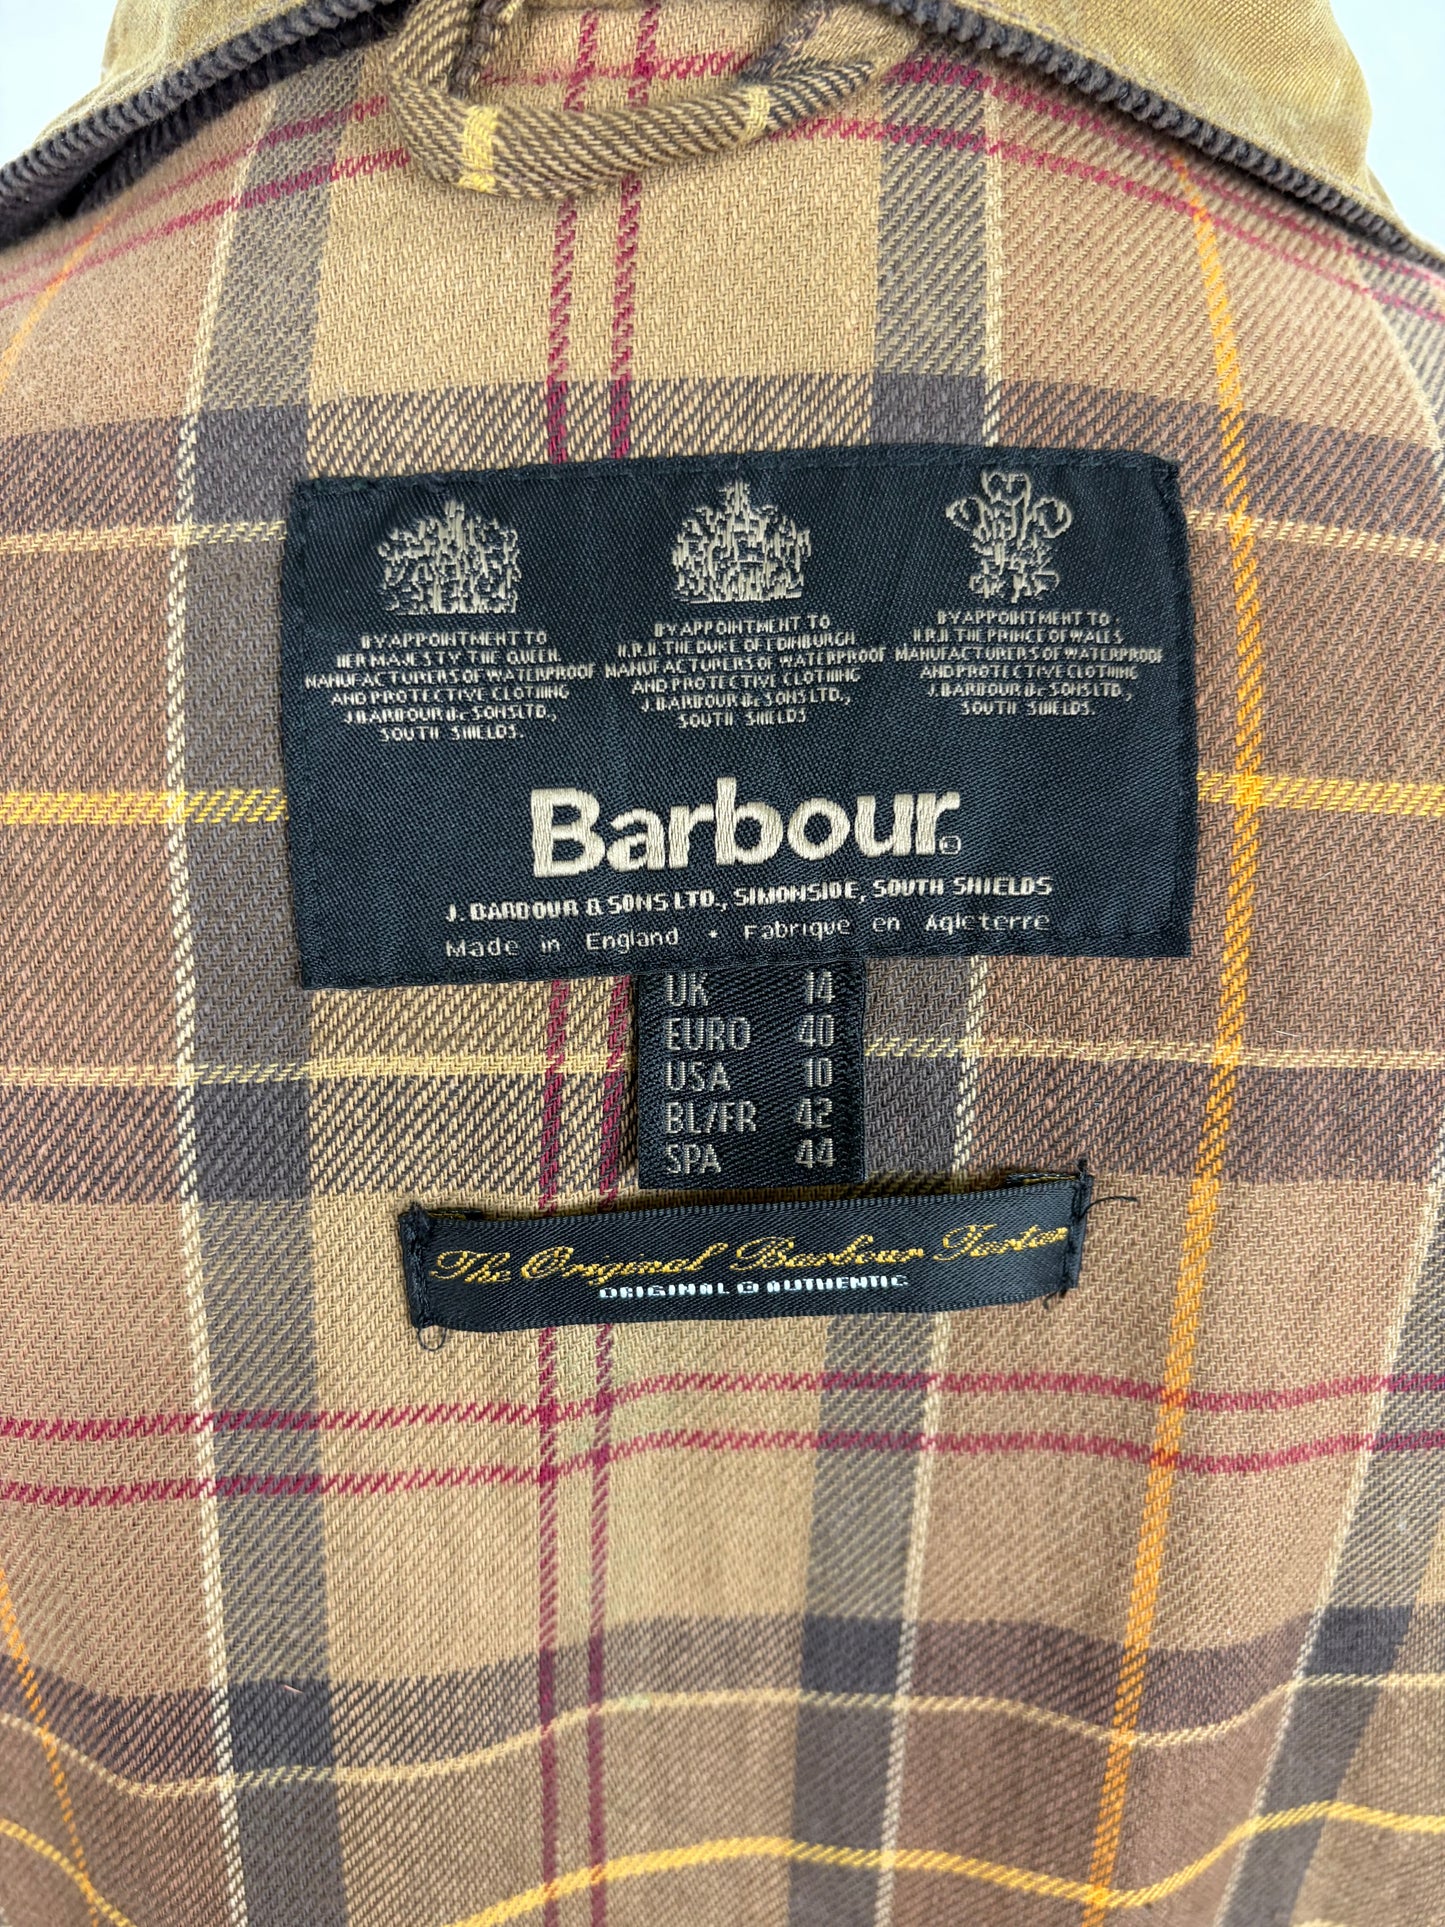 BY APPOINTMENT TO
HER MAJESTY THE QUEEN
MANUFACTURERS OF WATERPROOF
AND PROTECTIVE CLOTHING
J. BARBOUR & SONS LTD.,
SOUTH SHIELDS.
BY APPOINTMENT TO
H.R.H. THE DUKE OF EDINBURGH
MANUFACTURERS OF WATERPROOF
AND PROTECTIVE CLOTHING
J. BARBOUR & SONS LTD.,
SOUTH SHIELDS
BY APPOINTMENT TO
H.R.H. THE PRINCE OF WALES
MANUFACTURERS OF WATERPROOF
AND PROTECTIVE CLOTHING
J. BARBOUR & SONS LTD.,
SOUTH SHIELDS.
Barbour®
J. BARBOUR & SONS LTD., SIMONSIDE, SOUTH SHIELDS
Made in England • Fabrique en Agleterre
UK 14
EURO 40
USA 10
BL/FR 42
SPA 44
The Original Barbour Tartan
ORIGINAL & AUTHENTIC